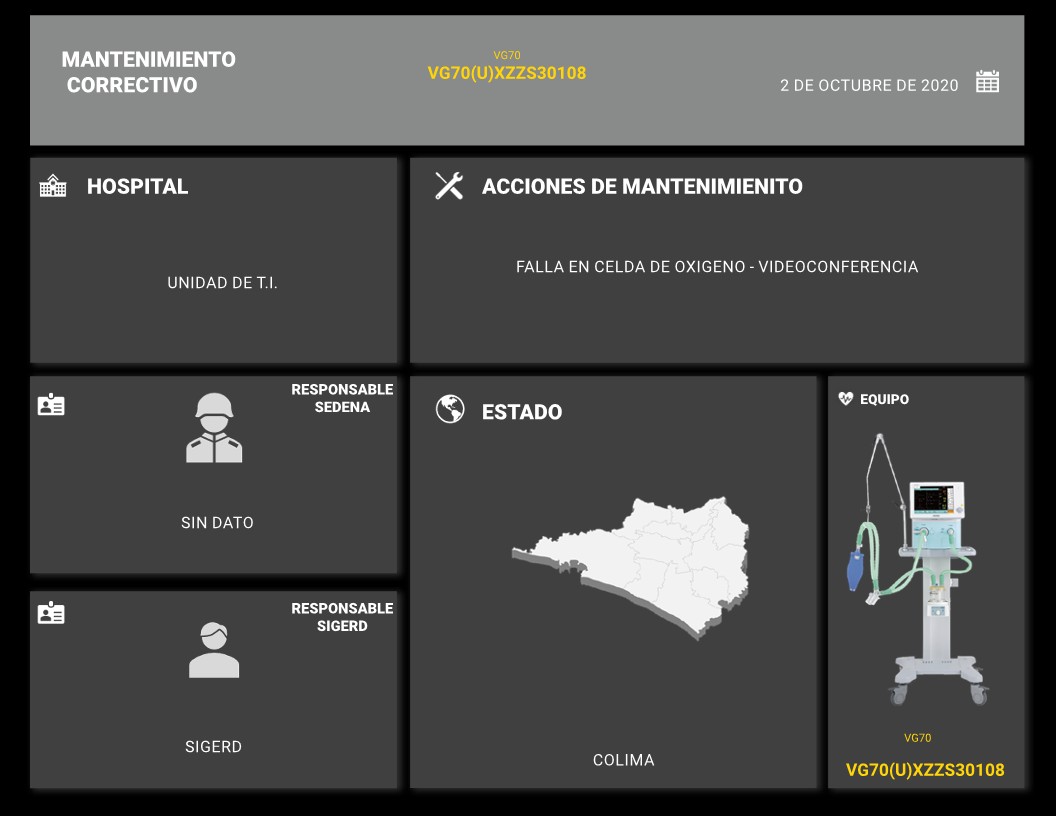 MANTENIMIENTO
CORRECTIVO
VG70
VG70(U)XZZS30108
2 DE OCTUBRE DE 2020
HOSPITAL
UNIDAD DE T.I.
ACCIONES DE MANTENIMIENITO
FALLA EN CELDA DE OXIGENO - VIDEOCONFERENCIA
RESPONSABLE
SEDENA
SIN DATO
RESPONSABLE
SIGERD
SIGERD
ESTADO
COLIMA
EQUIPO
VG70
VG70(U)XZZS30108